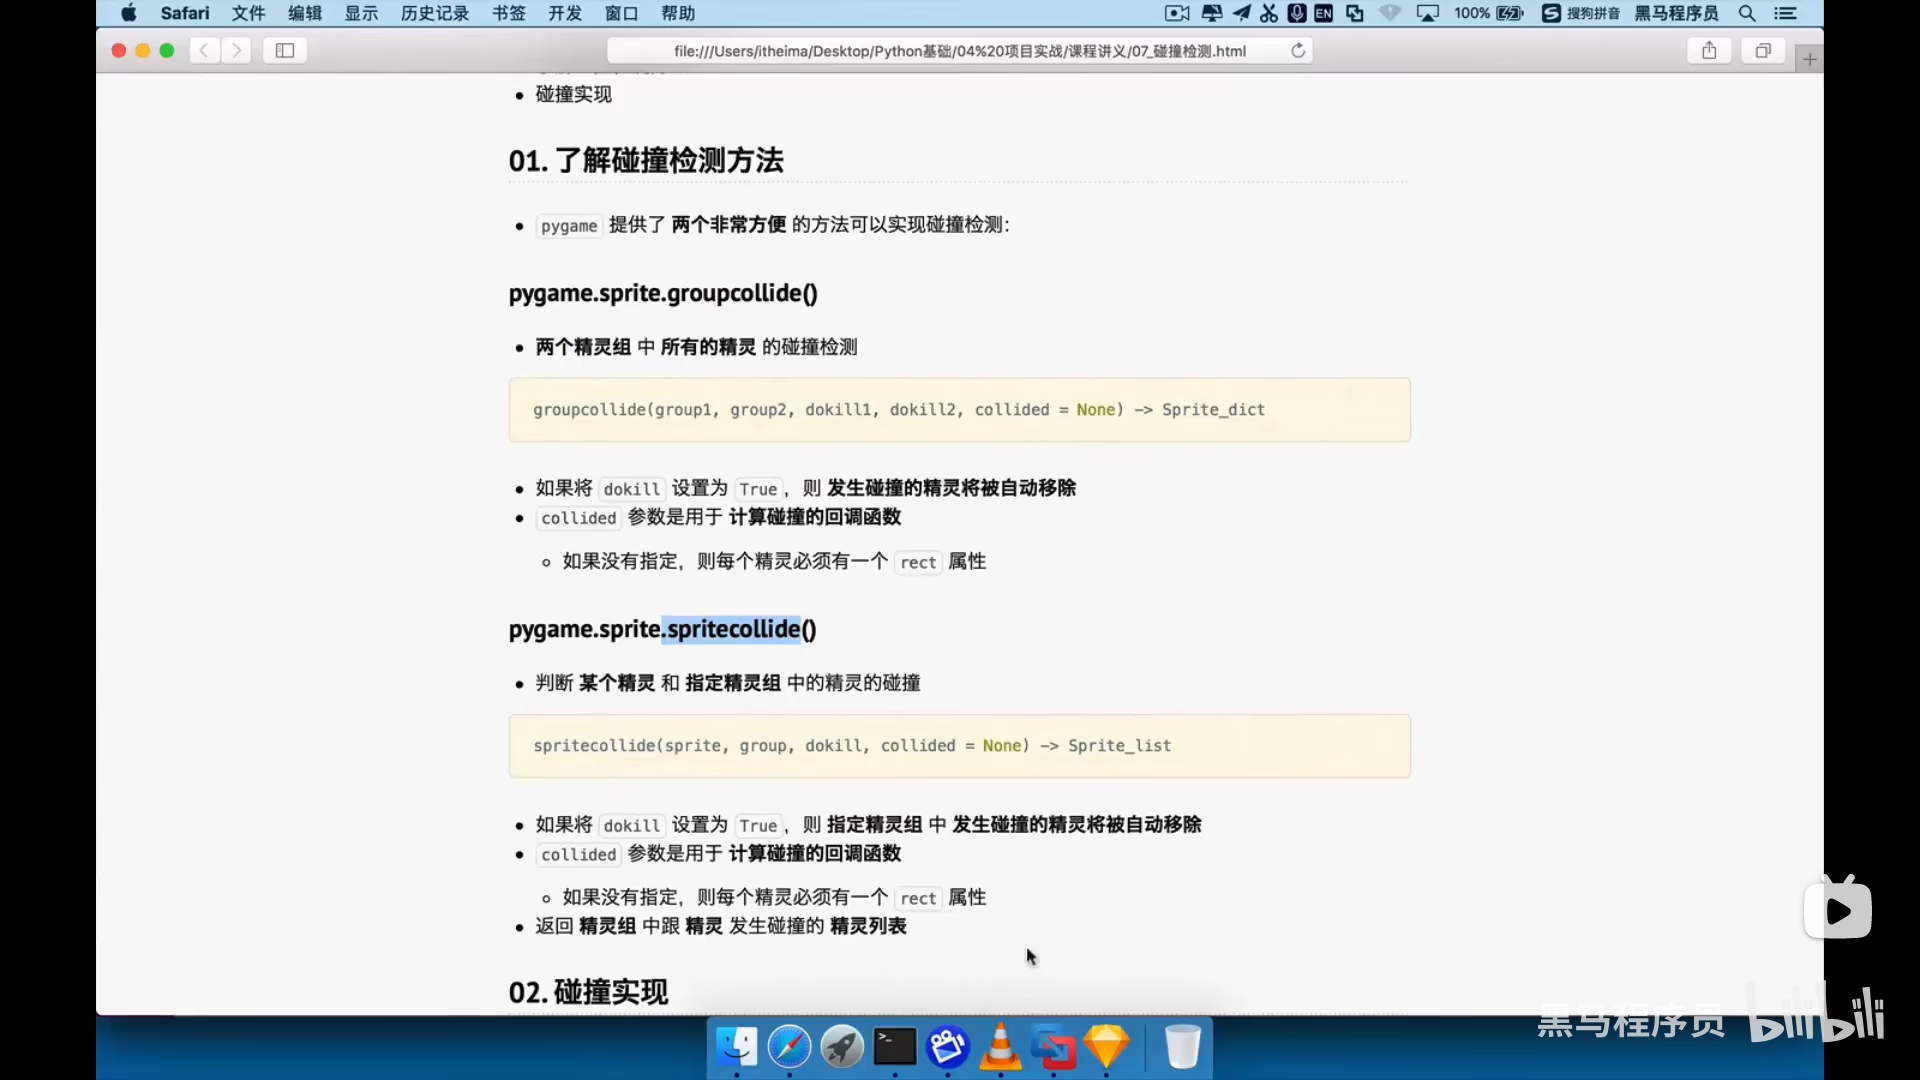 Safari 文件 编辑 显示 历史记录 书签 开发 窗口 帮助 EN 100% 搜狗拼音 黑马程序员
file:///Users/itheima/Desktop/Python基础/04%20项目实战/课程讲义/07_碰撞检测.html
碰撞实现
01. 了解碰撞检测方法
pygame 提供了 两个非常方便 的方法可以实现碰撞检测：
pygame.sprite.groupcollide()
两个精灵组 中 所有的精灵 的碰撞检测
groupcollide(group1, group2, dokill1, dokill2, collided = None) -> Sprite_dict
如果将 dokill 设置为 True，则 发生碰撞的精灵将被自动移除
collided 参数是用于 计算碰撞的回调函数
如果没有指定，则每个精灵必须有一个 rect 属性
pygame.sprite.spritecollide()
判断 某个精灵 和 指定精灵组 中的精灵的碰撞
spritecollide(sprite, group, dokill, collided = None) -> Sprite_list
如果将 dokill 设置为 True，则 指定精灵组 中 发生碰撞的精灵将被自动移除
collided 参数是用于 计算碰撞的回调函数
如果没有指定，则每个精灵必须有一个 rect 属性
返回 精灵组 中跟 精灵 发生碰撞的 精灵列表
02. 碰撞实现
黑马程序员 bilibili